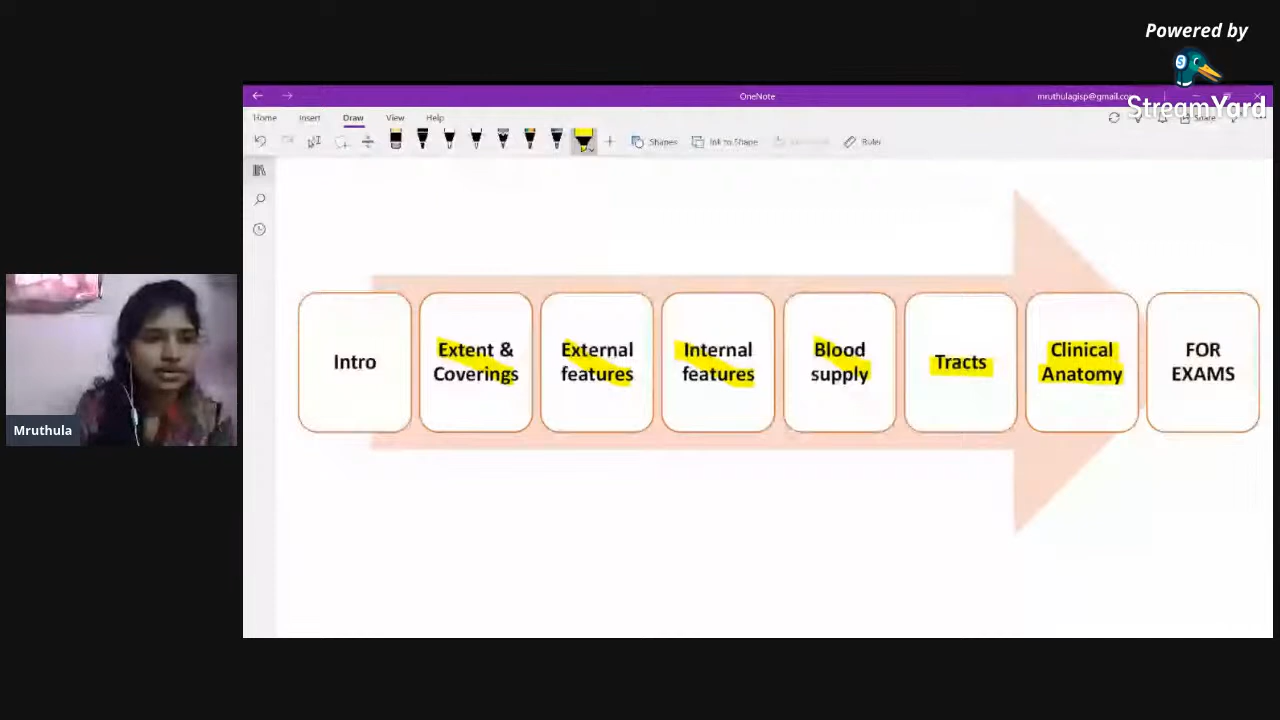 Powered by
StreamYard
OneNote
Home Insert Draw View Help
Shapes Ink to Shape Ruler
Intro
Extent &
Coverings
External
features
Internal
features
Blood
supply
Tracts
Clinical
Anatomy
FOR
EXAMS
Mruthula